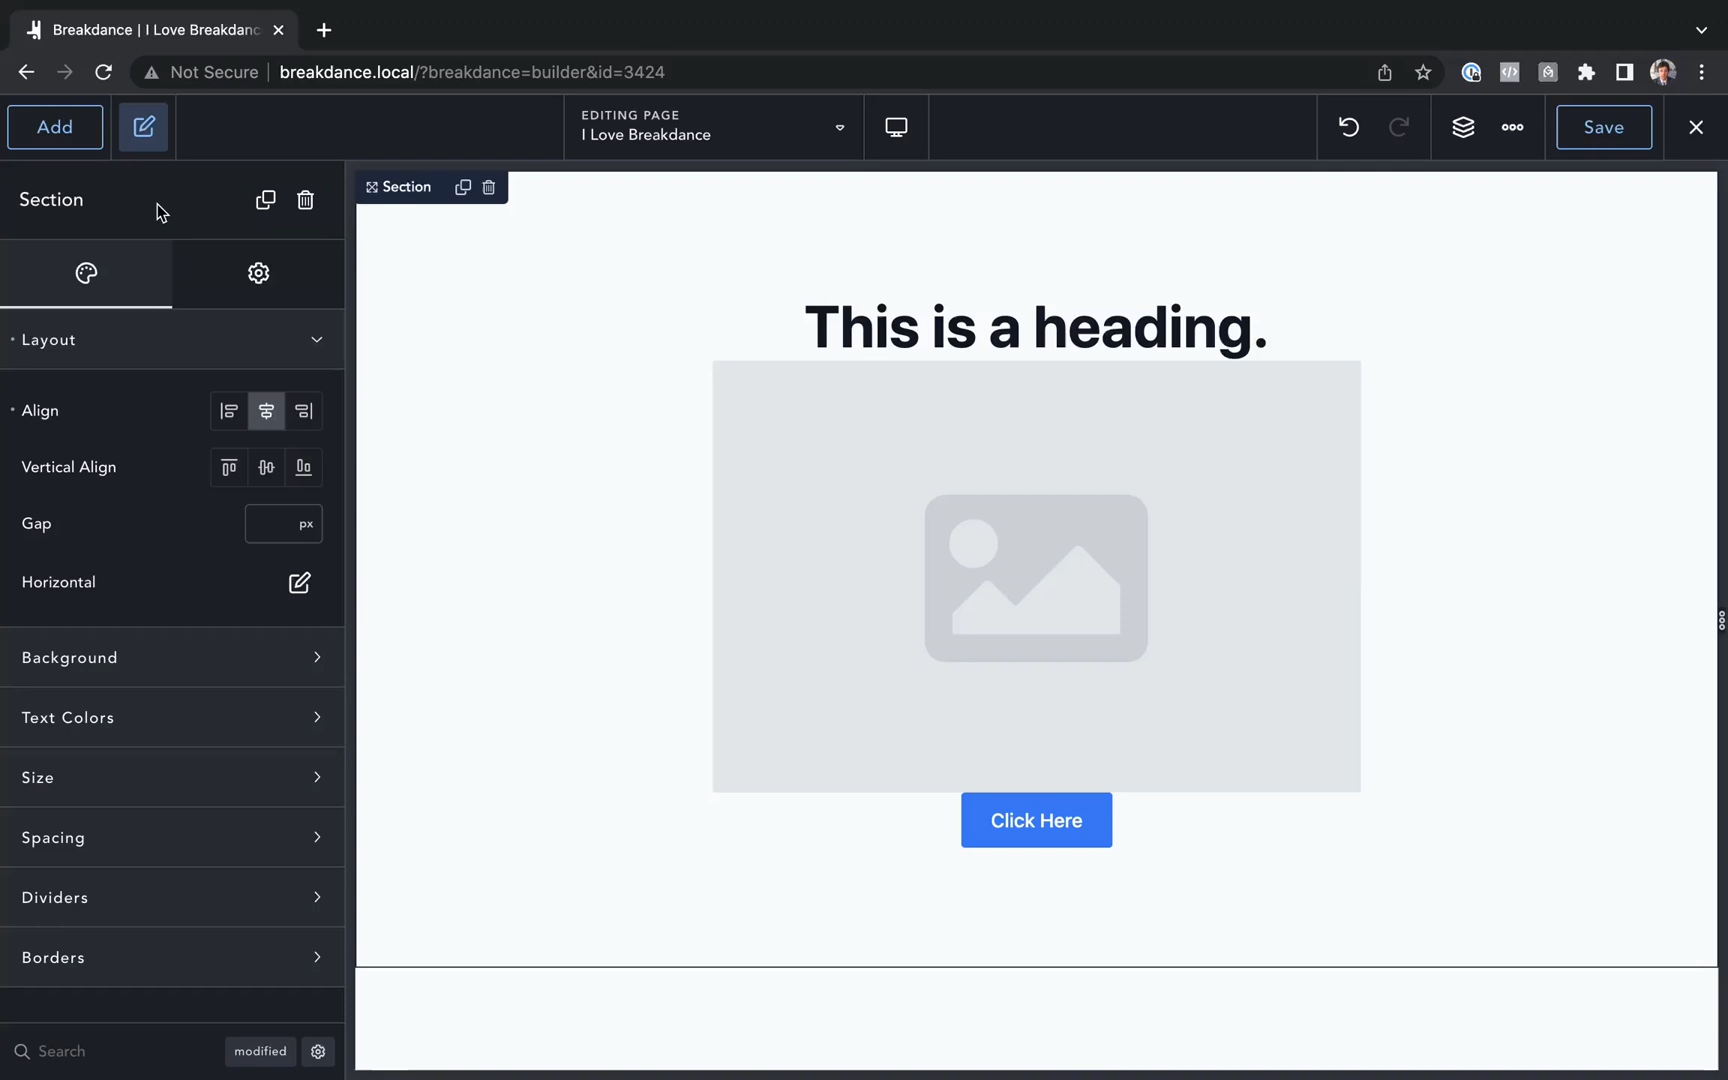 Breakdance | I Love Breakdanc
Not Secure
breakdance.local/?breakdance=builder&id=3424
Add
EDITING PAGE
I Love Breakdance
Save
Section
Section
Layout
Align
Vertical Align
Gap
px
Horizontal
Background
Text Colors
Size
Spacing
Dividers
Borders
Search
modified
This is a heading.
Click Here